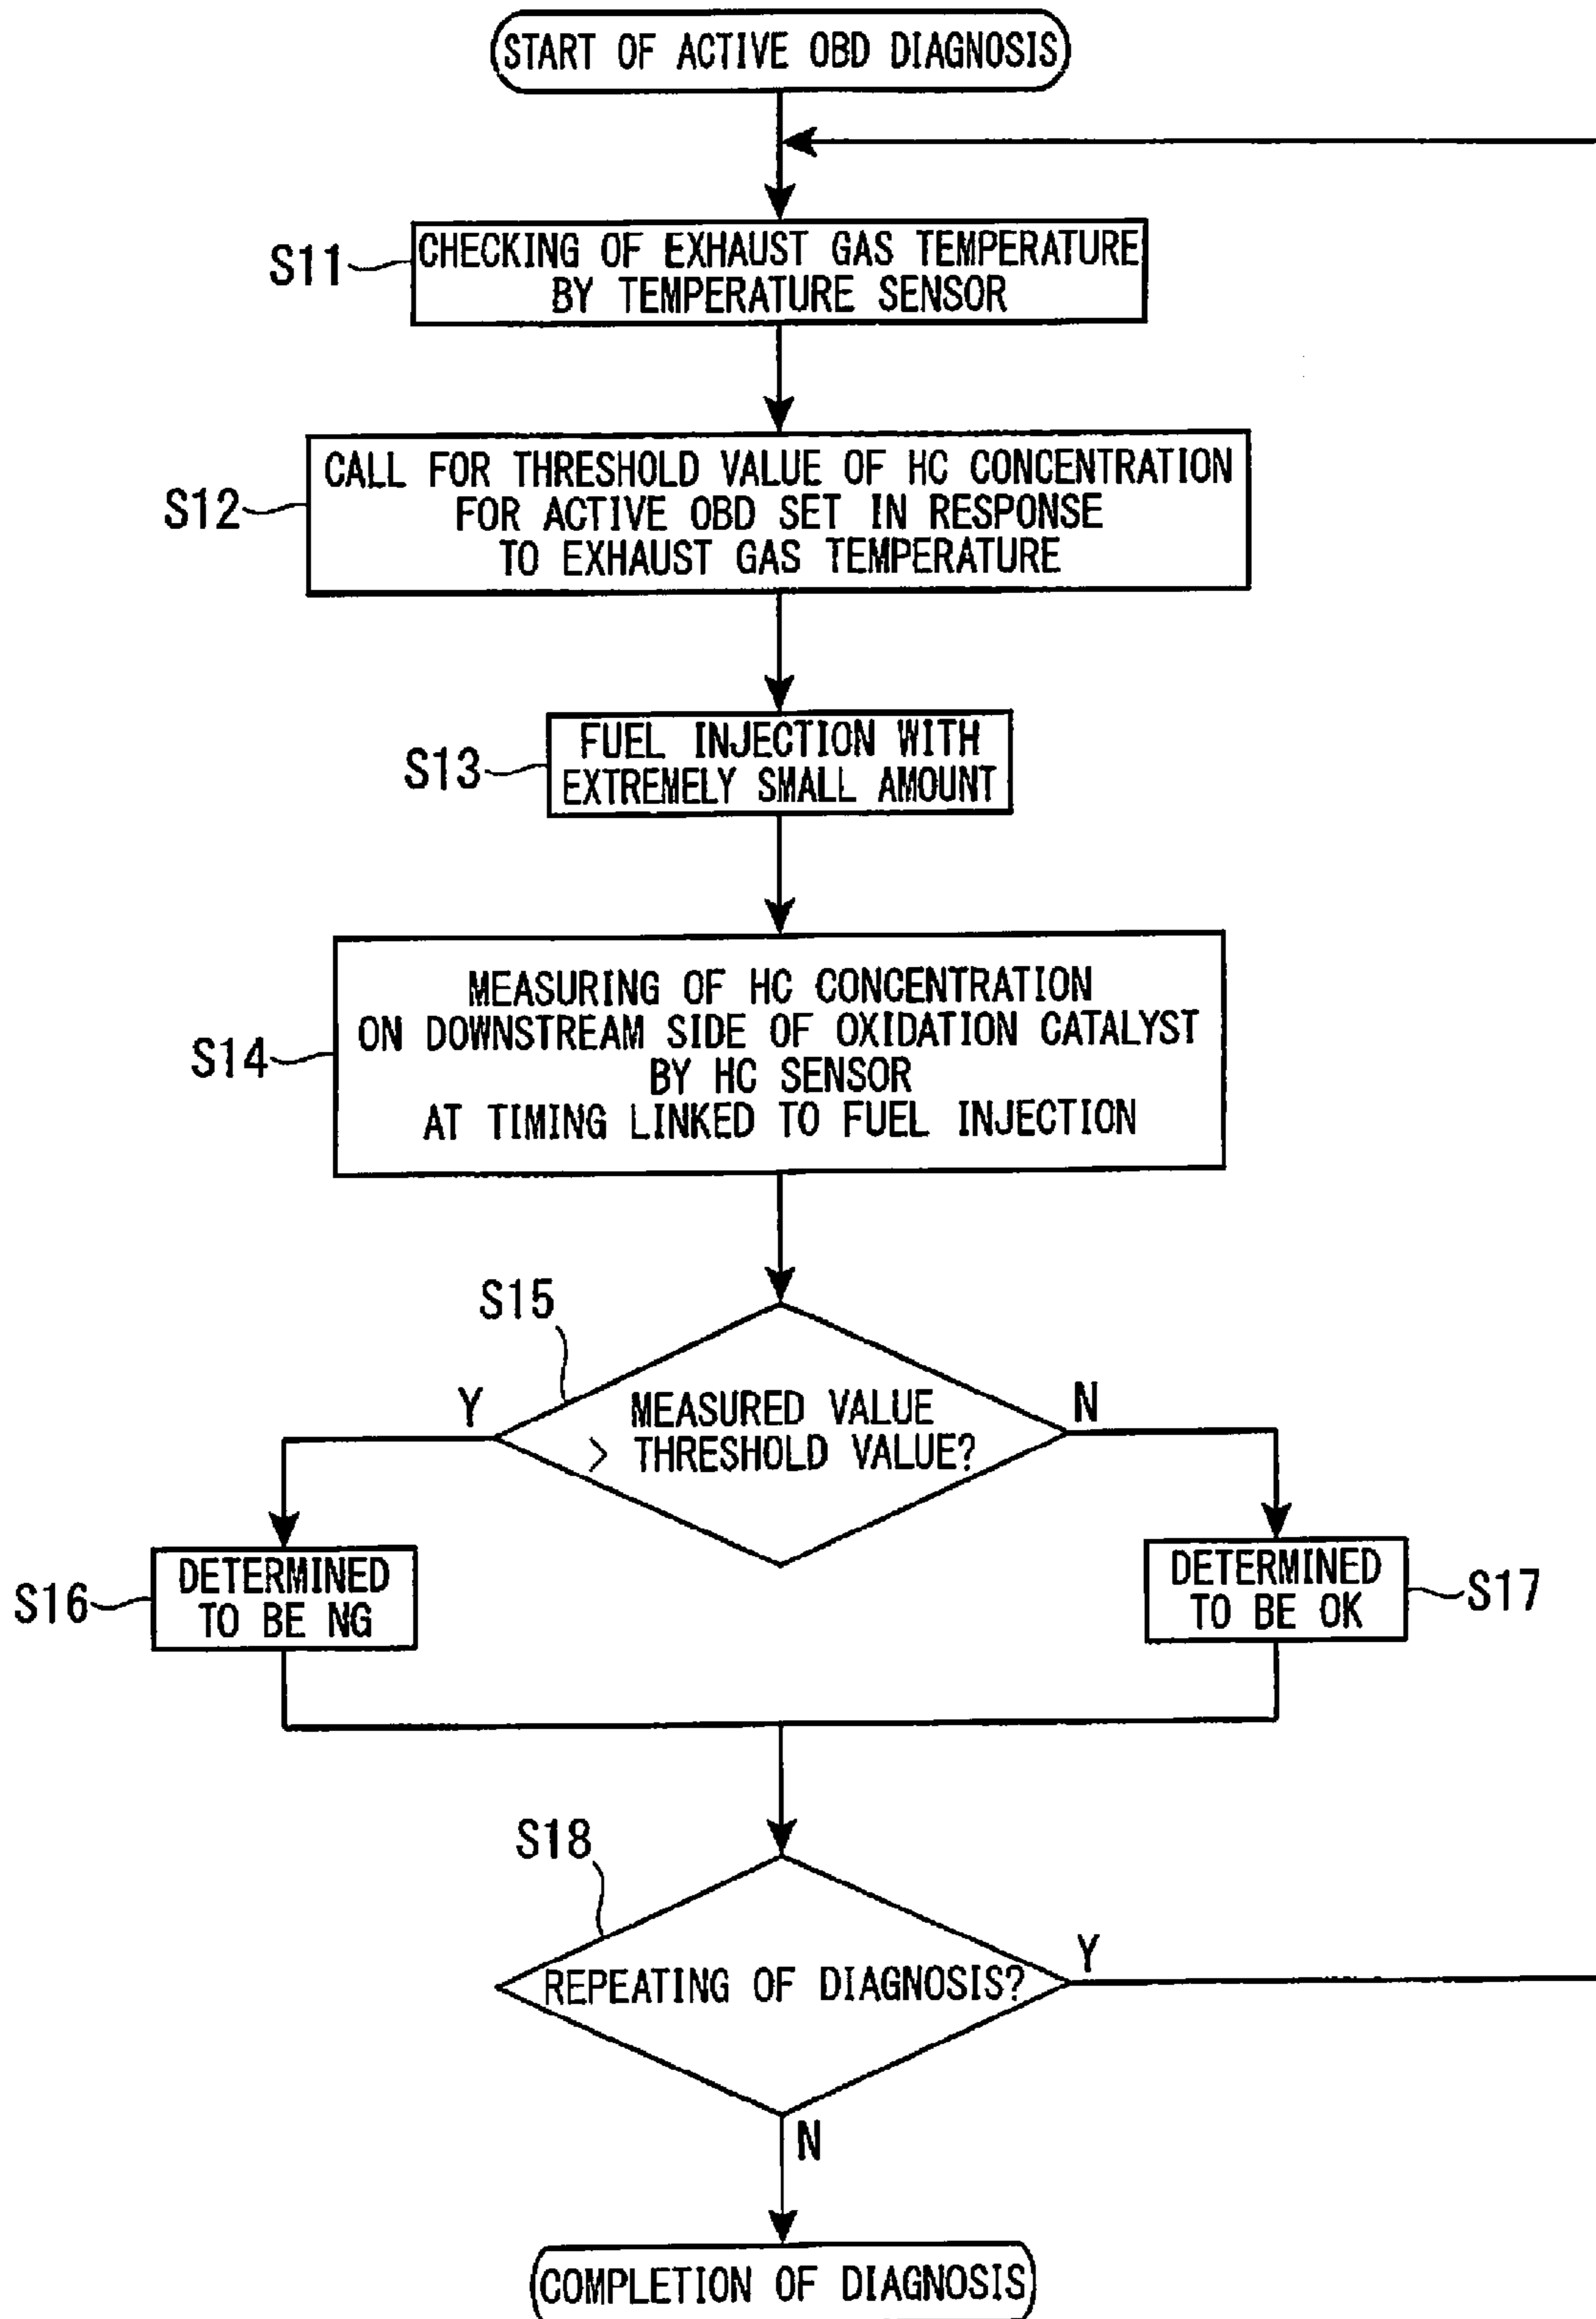 START OF ACTIVE OBD DIAGNOSIS
S11
CHECKING OF EXHAUST GAS TEMPERATURE
BY TEMPERATURE SENSOR
S12
CALL FOR THRESHOLD VALUE OF HC CONCENTRATION
FOR ACTIVE OBD SET IN RESPONSE
TO EXHAUST GAS TEMPERATURE
S13
FUEL INJECTION WITH
EXTREMELY SMALL AMOUNT
S14
MEASURING OF HC CONCENTRATION
ON DOWNSTREAM SIDE OF OXIDATION CATALYST
BY HC SENSOR
AT TIMING LINKED TO FUEL INJECTION
S15
Y
MEASURED VALUE
> THRESHOLD VALUE?
N
S16
DETERMINED
TO BE NG
DETERMINED
TO BE OK
S17
S18
REPEATING OF DIAGNOSIS?
Y
N
COMPLETION OF DIAGNOSIS